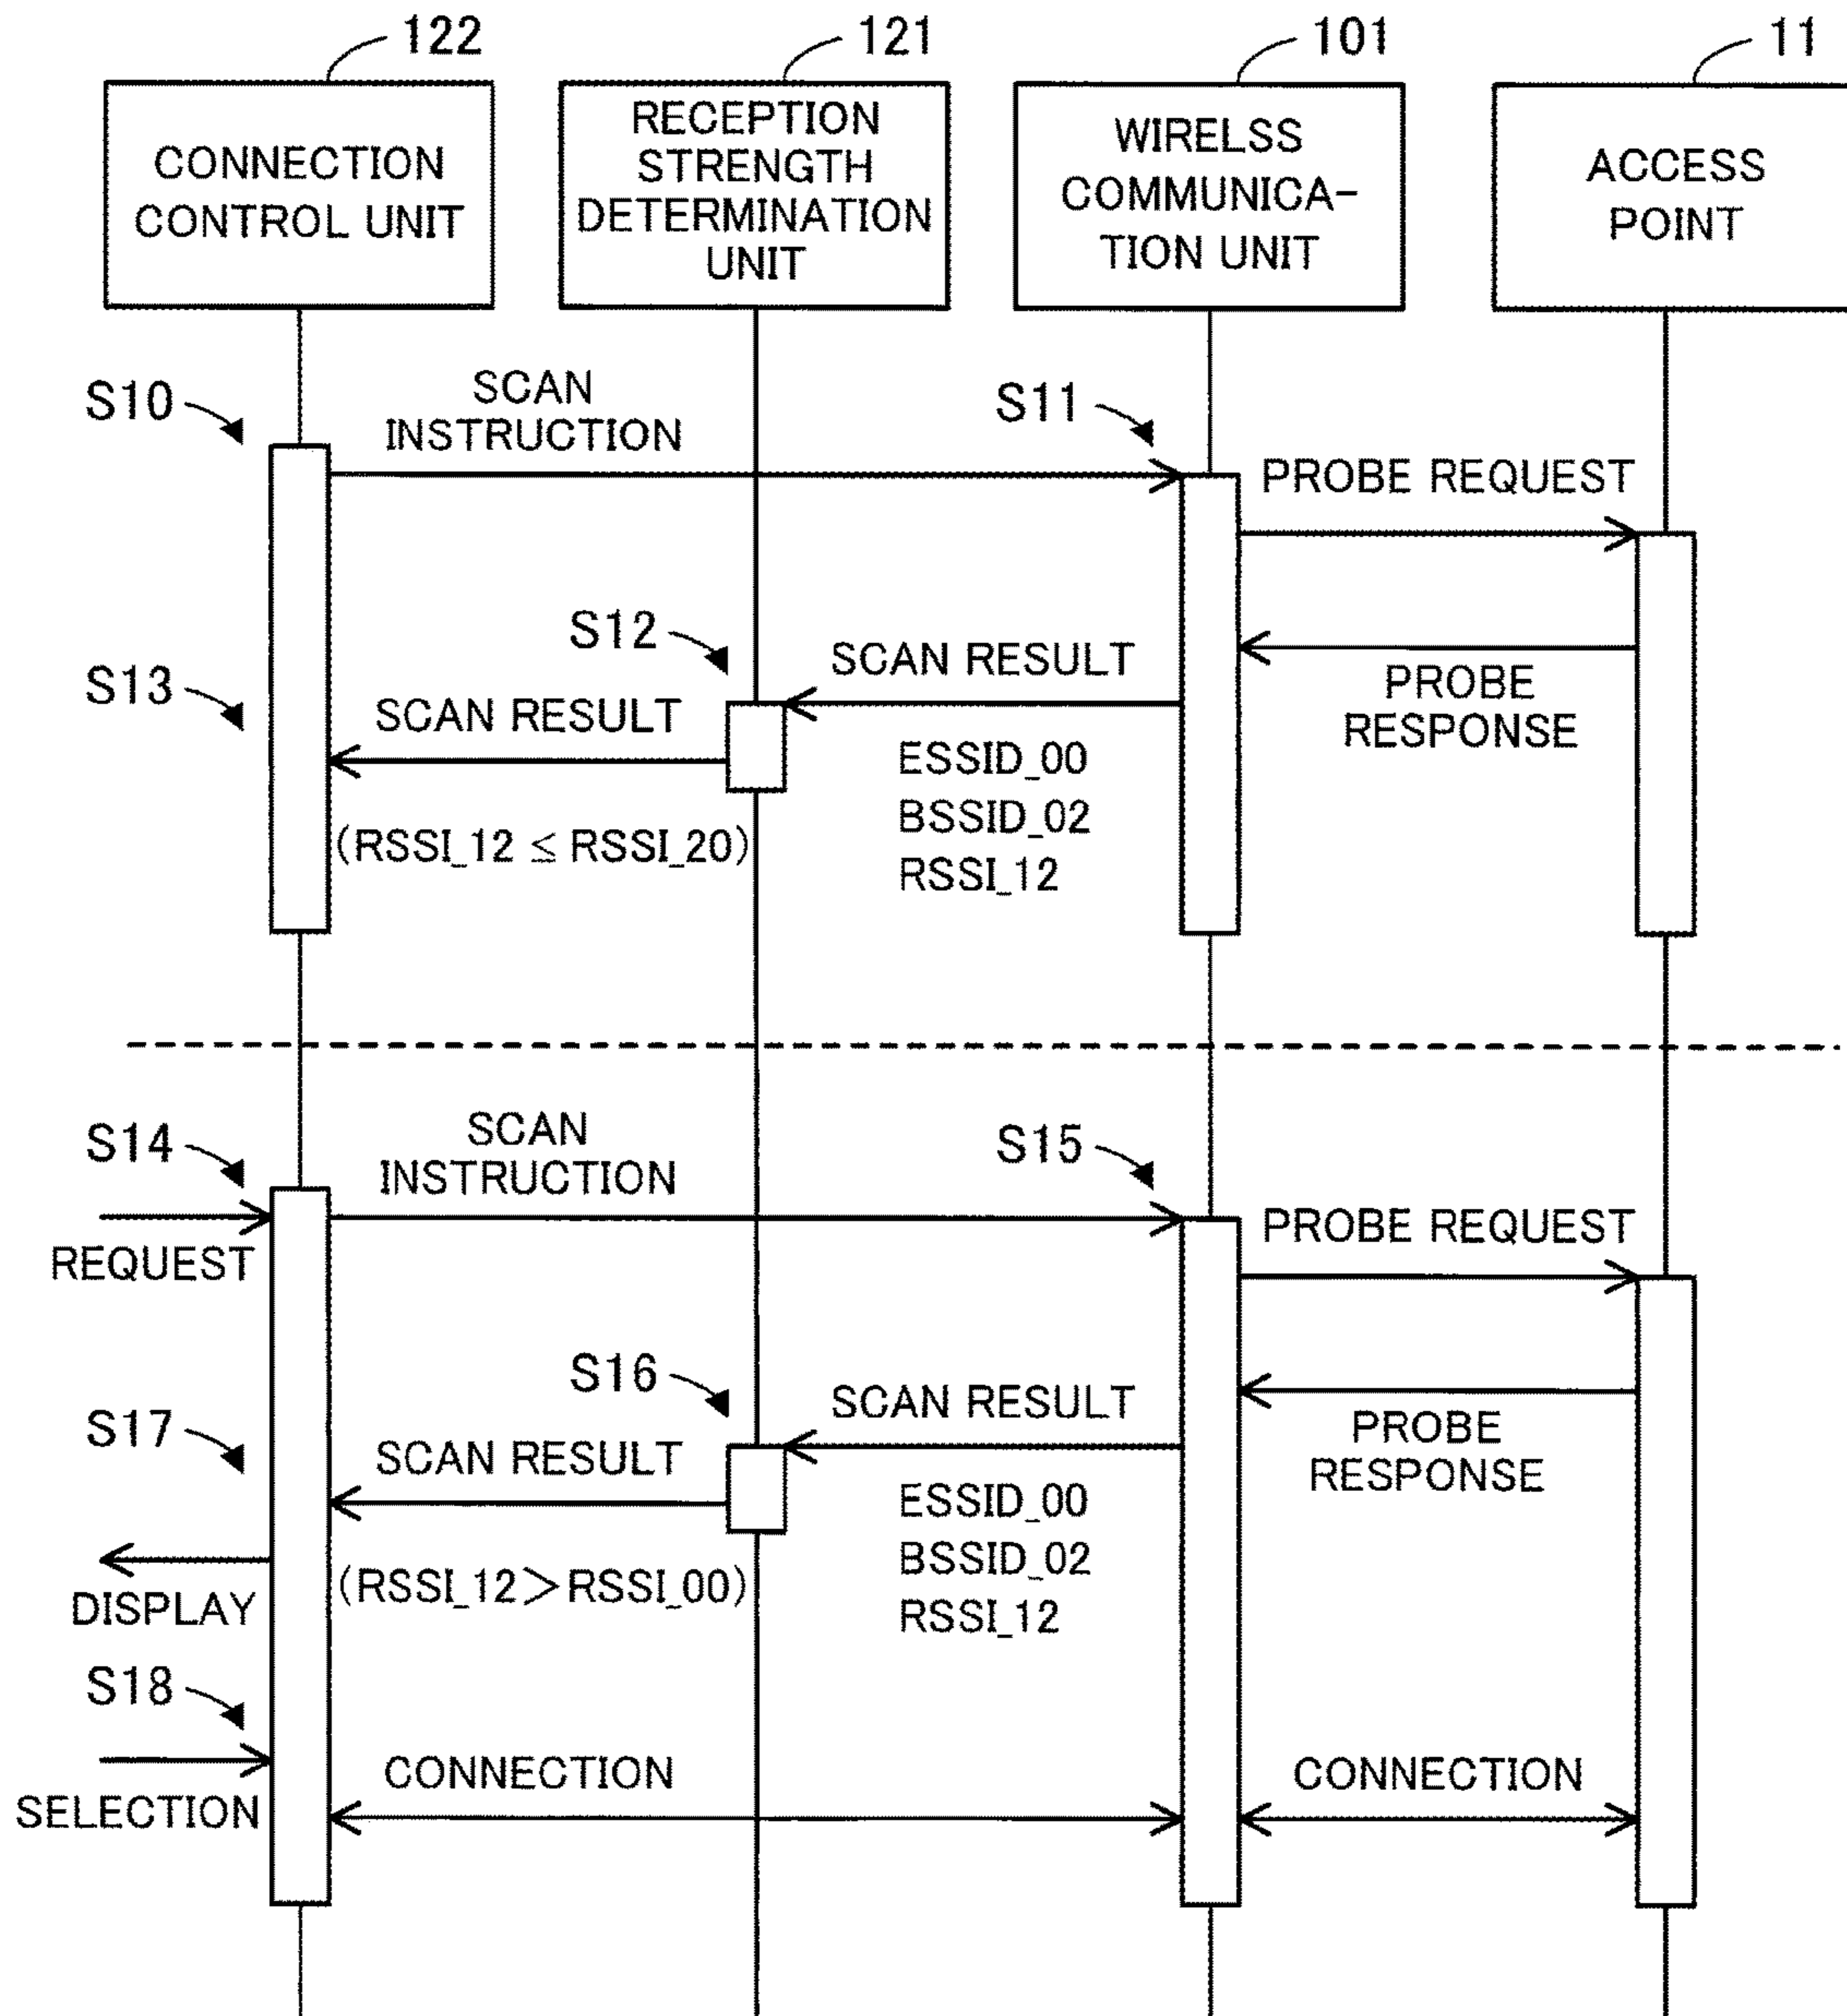 122
121
101
11
CONNECTION
CONTROL UNIT
RECEPTION
STRENGTH
DETERMINATION
UNIT
WIRELSS
COMMUNICA-
TION UNIT
ACCESS
POINT
S10
SCAN
INSTRUCTION
S11
PROBE REQUEST
S12
SCAN RESULT
PROBE
RESPONSE
S13
SCAN RESULT
ESSID_00
BSSID_02
RSSI_12
(RSSI_12 ≤ RSSI_20)
S14
SCAN
INSTRUCTION
S15
REQUEST
PROBE REQUEST
S16
SCAN RESULT
PROBE
RESPONSE
S17
SCAN RESULT
ESSID_00
BSSID_02
RSSI_12
(RSSI_12 > RSSI_00)
DISPLAY
S18
SELECTION
CONNECTION
CONNECTION